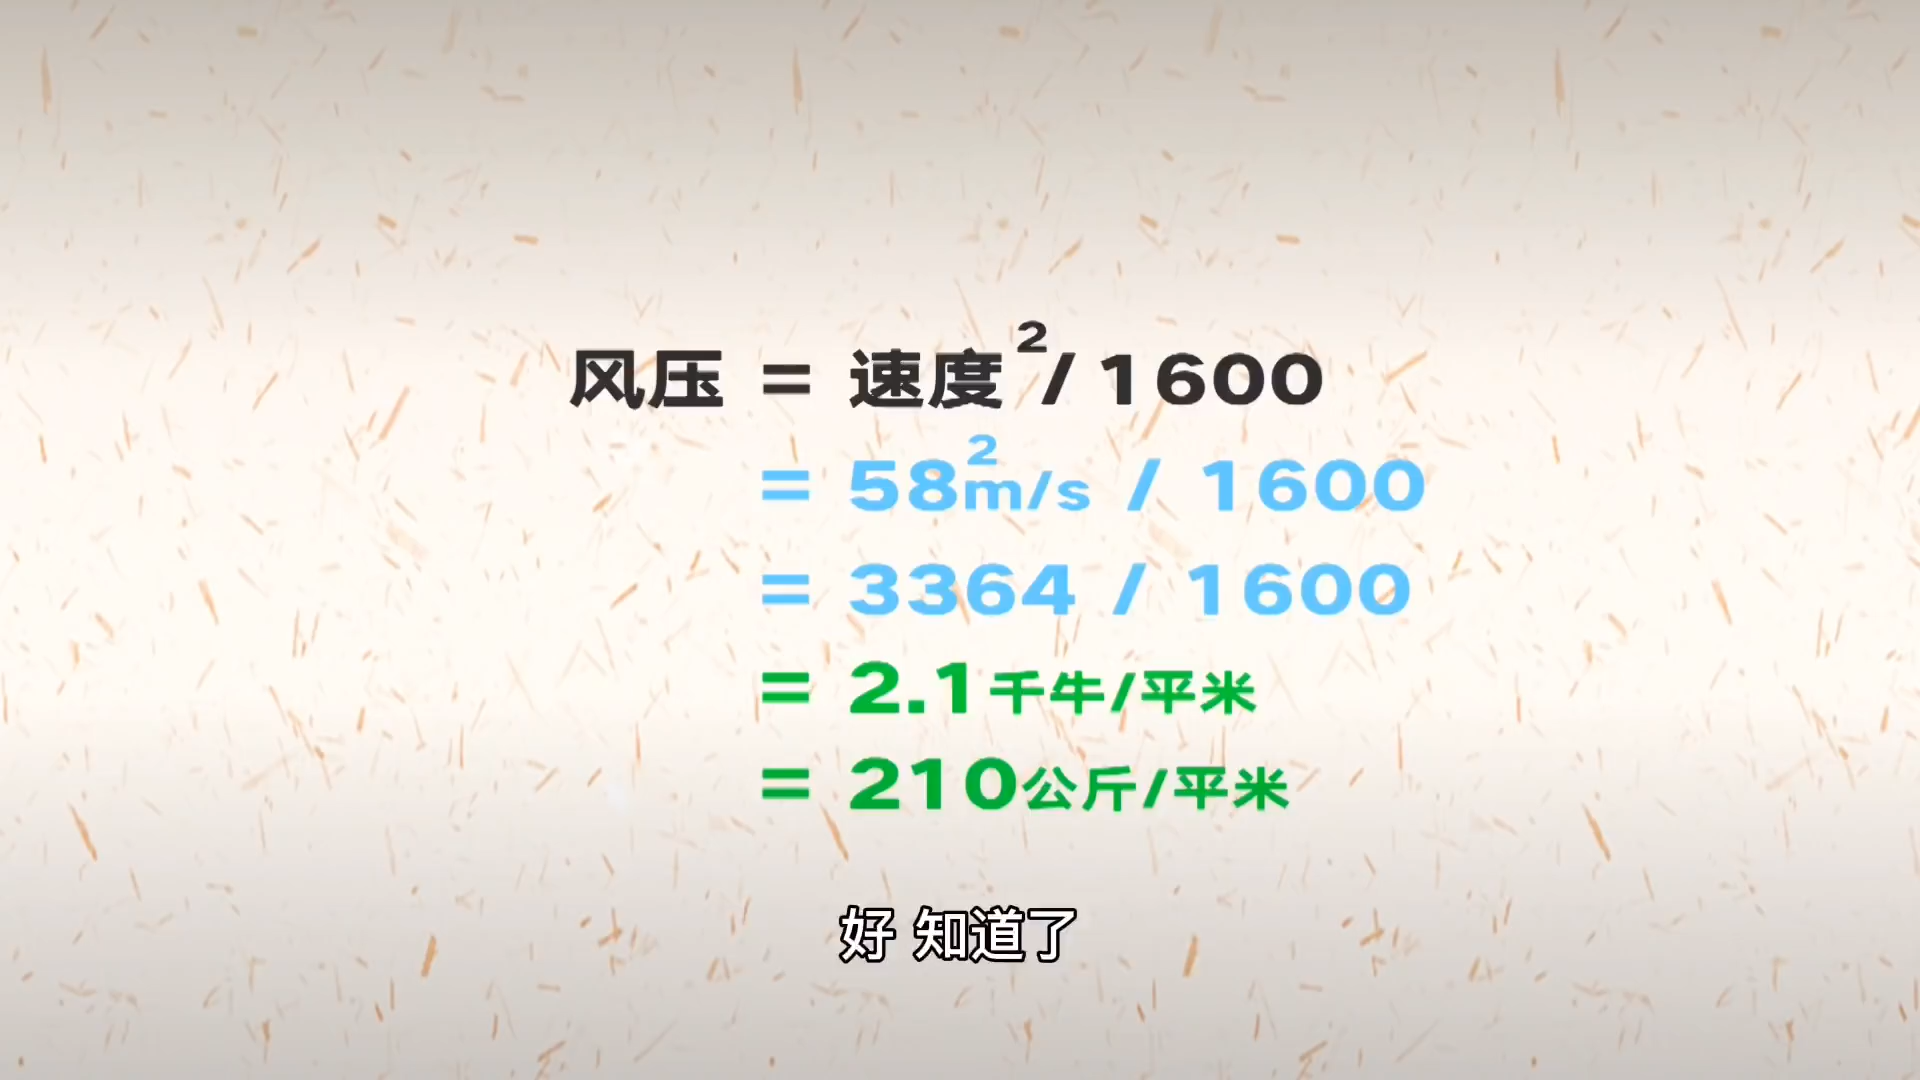 风压 = 速度²/1600
= 58²m/s / 1600
= 3364 / 1600
= 2.1千牛/平米
= 210公斤/平米
好 知道了